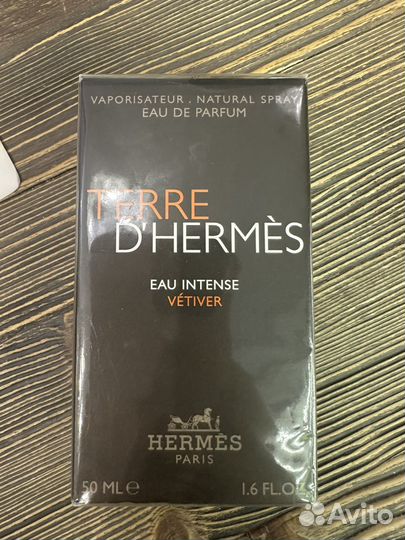 VAPORISATEUR . NATURAL SPRAY
EAU DE PARFUM
TERRE
D'HERMÈS
EAU INTENSE
VÉTIVER
HERMÈS
PARIS
50 ML ℮ 1.6 FL.OZ
Avito